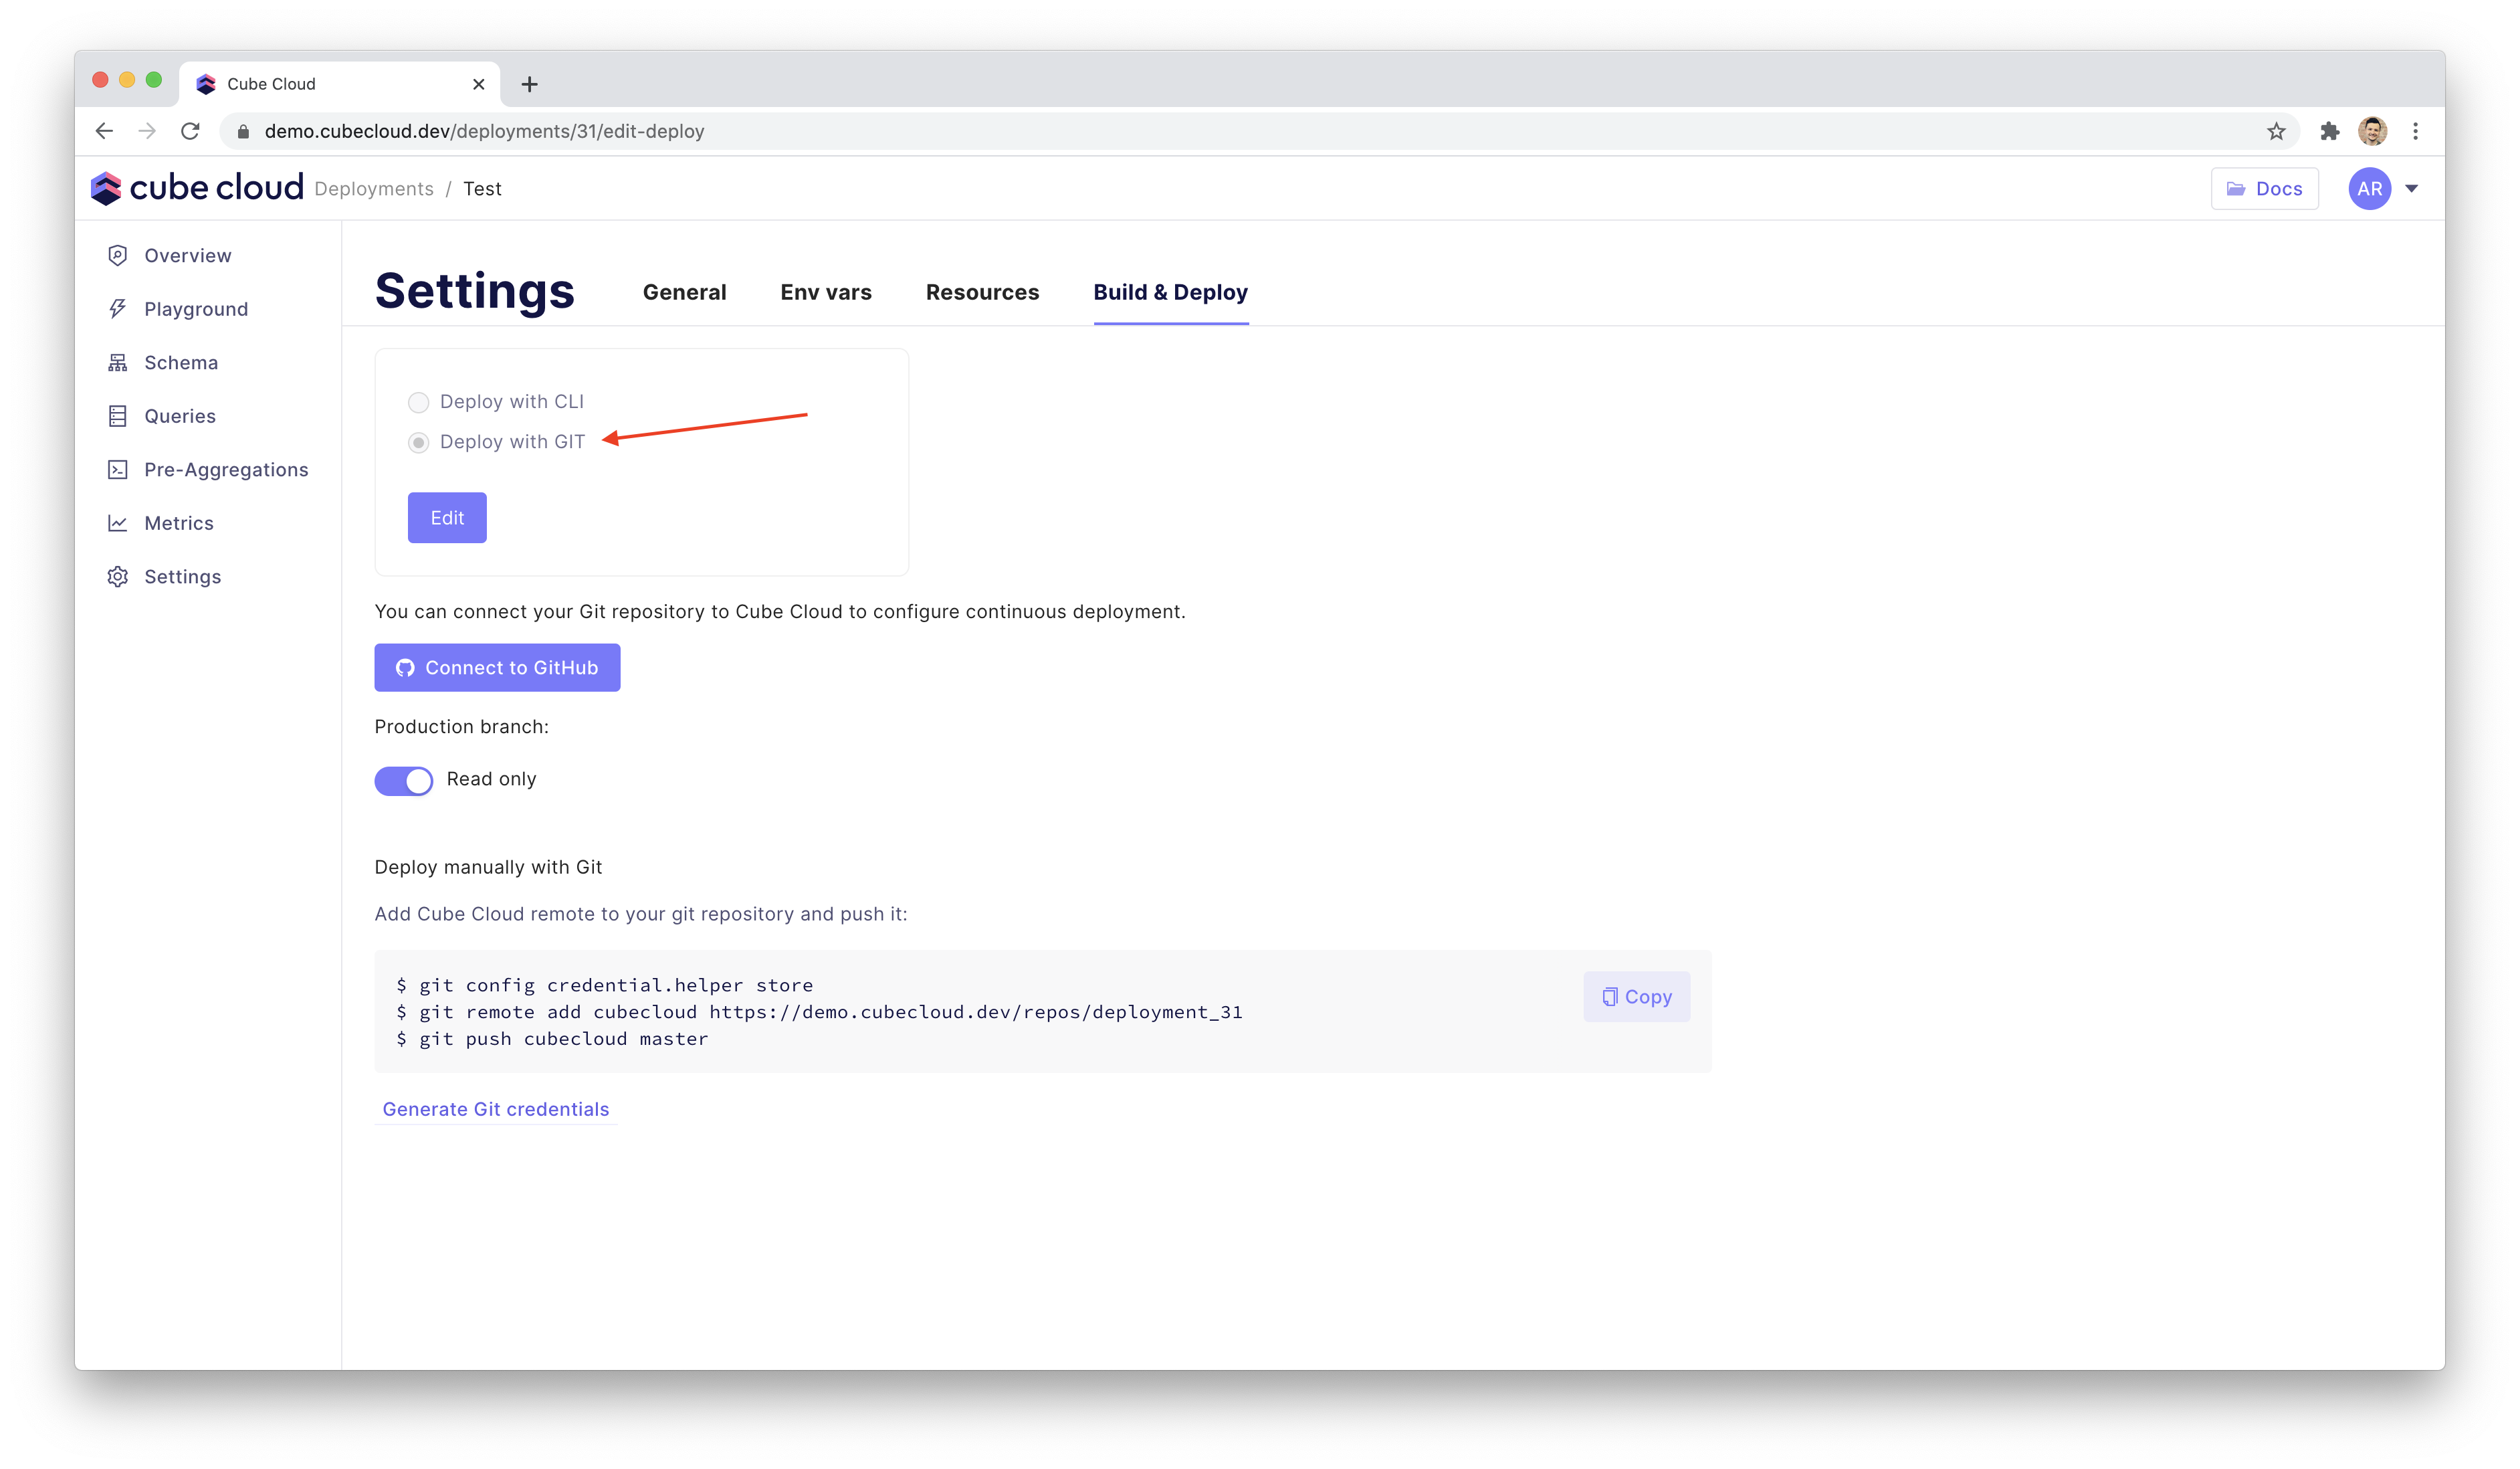 Cube Cloud
demo.cubecloud.dev/deployments/31/edit-deploy
cube cloud Deployments / Test
Docs
AR
Overview
Playground
Schema
Queries
Pre-Aggregations
Metrics
Settings
Settings General Env vars Resources Build & Deploy
Deploy with CLI
Deploy with GIT
Edit
You can connect your Git repository to Cube Cloud to configure continuous deployment.
Connect to GitHub
Production branch:
Read only
Deploy manually with Git
Add Cube Cloud remote to your git repository and push it:
$ git config credential.helper store
$ git remote add cubecloud https://demo.cubecloud.dev/repos/deployment_31
$ git push cubecloud master
Copy
Generate Git credentials